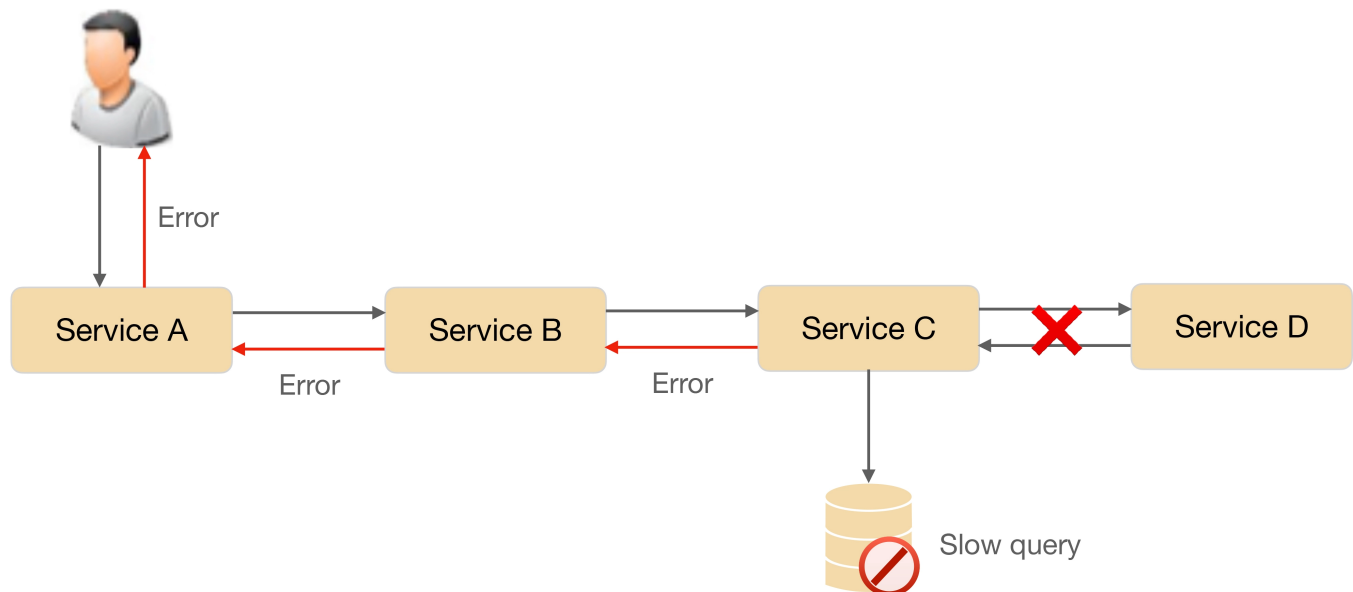 Error
Service A
Service B
Service C
Service D
Error
Error
Slow query